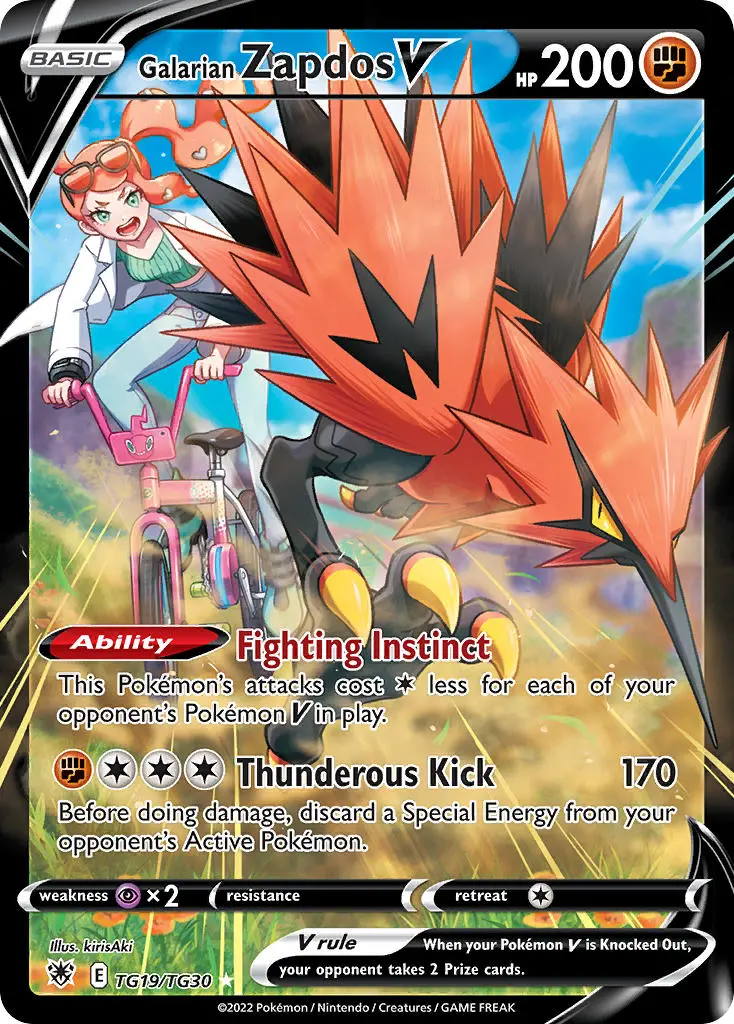 BASIC
Galarian Zapdos V HP 200
Ability Fighting Instinct
This Pokémon's attacks cost less for each of your
opponent's Pokémon V in play.
Thunderous Kick 170
Before doing damage, discard a Special Energy from your
opponent's Active Pokémon.
weakness ×2 resistance retreat
Illus. kirisAki
V rule When your Pokémon V is Knocked Out,
your opponent takes 2 Prize cards.
E TG19/TG30
©2022 Pokémon / Nintendo / Creatures / GAME FREAK